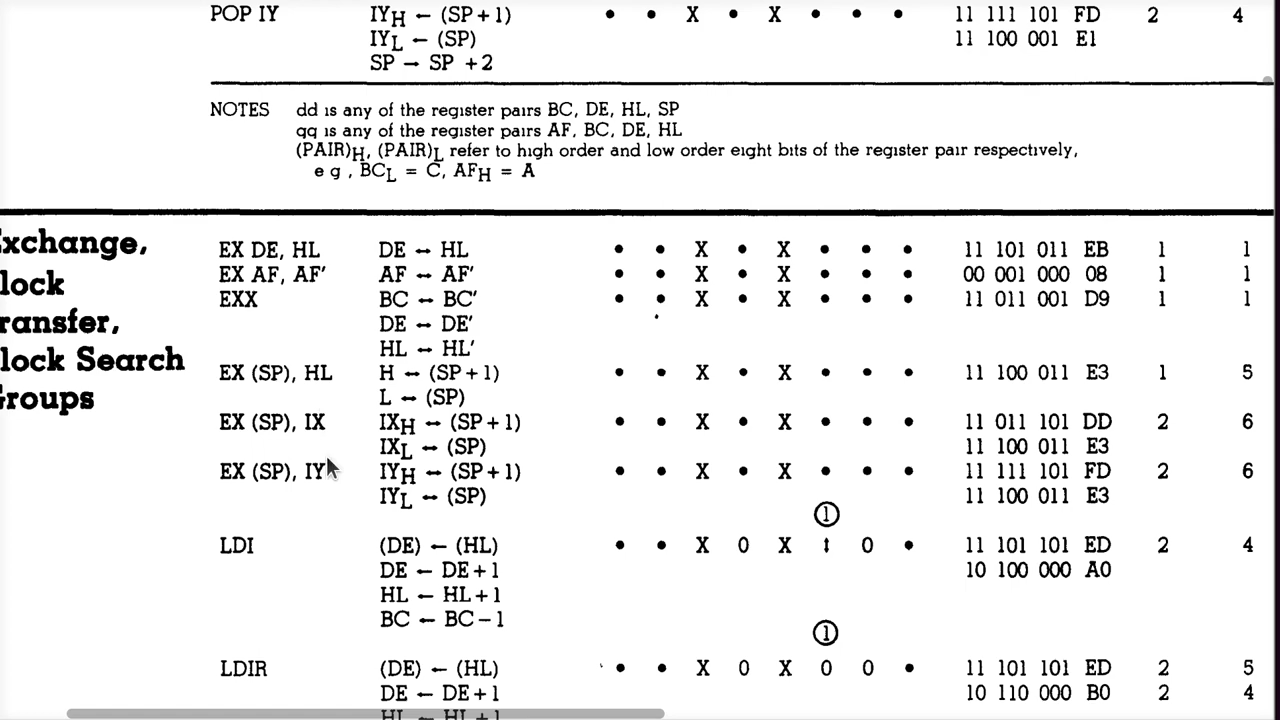 POP IY IYH ← (SP+1) • • X • X • • • 11 111 101 FD 2 4
IYL ← (SP) 11 100 001 E1
SP → SP +2
NOTES dd is any of the register pairs BC, DE, HL, SP
qq is any of the register pairs AF, BC, DE, HL
(PAIR)H, (PAIR)L refer to high order and low order eight bits of the register pair respectively,
e g , BCL = C, AFH = A
xchange,
lock
ransfer,
lock Search
Groups
EX DE, HL DE ↔ HL • • X • X • • • 11 101 011 EB 1 1
EX AF, AF' AF ↔ AF' • • X • X • • • 00 001 000 08 1 1
EXX BC ↔ BC' • • X • X • • • 11 011 001 D9 1 1
DE ↔ DE'
HL ↔ HL'
EX (SP), HL H ↔ (SP+1) • • X • X • • • 11 100 011 E3 1 5
L ↔ (SP)
EX (SP), IX IXH ↔ (SP+1) • • X • X • • • 11 011 101 DD 2 6
IXL ↔ (SP) 11 100 011 E3
EX (SP), IY IYH ↔ (SP+1) • • X • X • • • 11 111 101 FD 2 6
IYL ↔ (SP) 11 100 011 E3
①
LDI (DE) ← (HL) • • X 0 X ↕ 0 • 11 101 101 ED 2 4
DE ← DE+1 10 100 000 A0
HL ← HL+1
BC ← BC−1
①
LDIR (DE) ← (HL) • • X 0 X 0 0 • 11 101 101 ED 2 5
DE ← DE+1 10 110 000 B0 2 4
HL ← HL+1